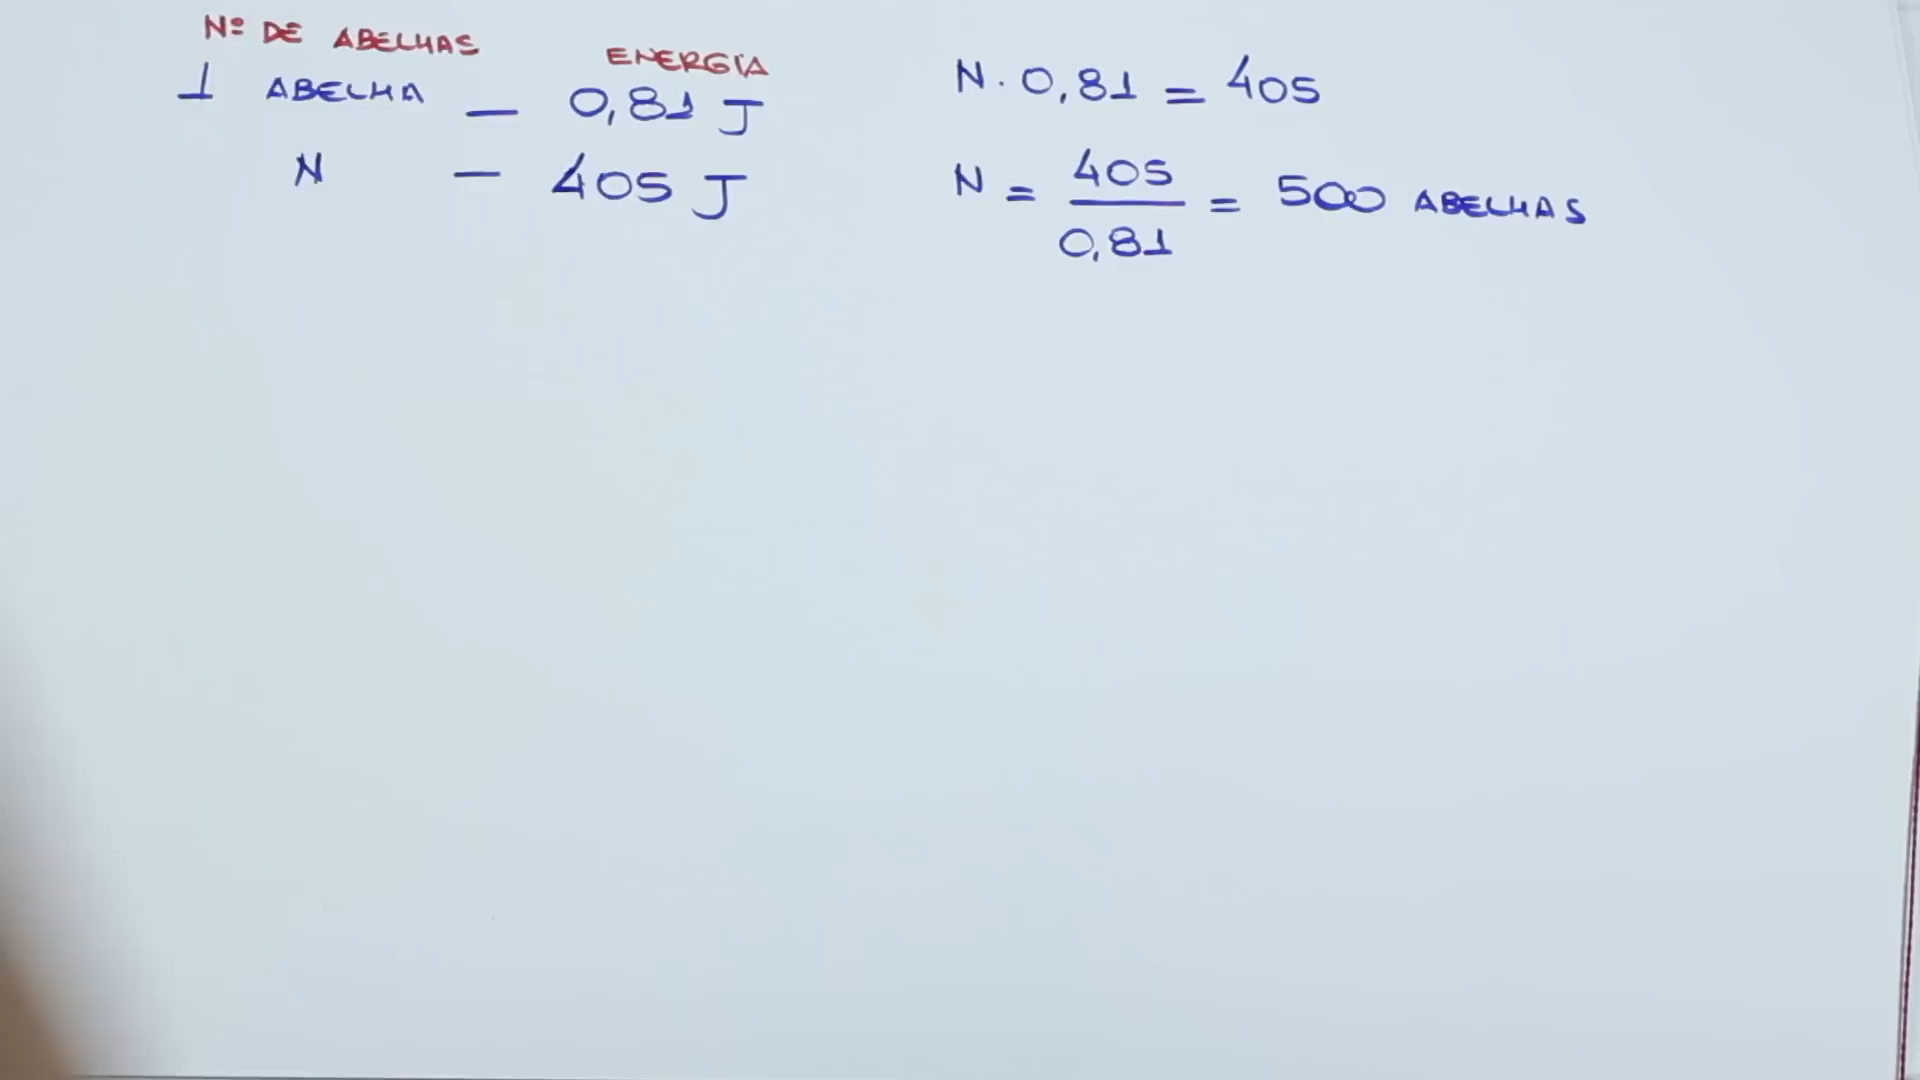 Nº DE ABELHAS ENERGIA
1 ABELHA — 0,81 J
N — 405 J
N . 0,81 = 405
N = 405 / 0,81 = 500 ABELHAS